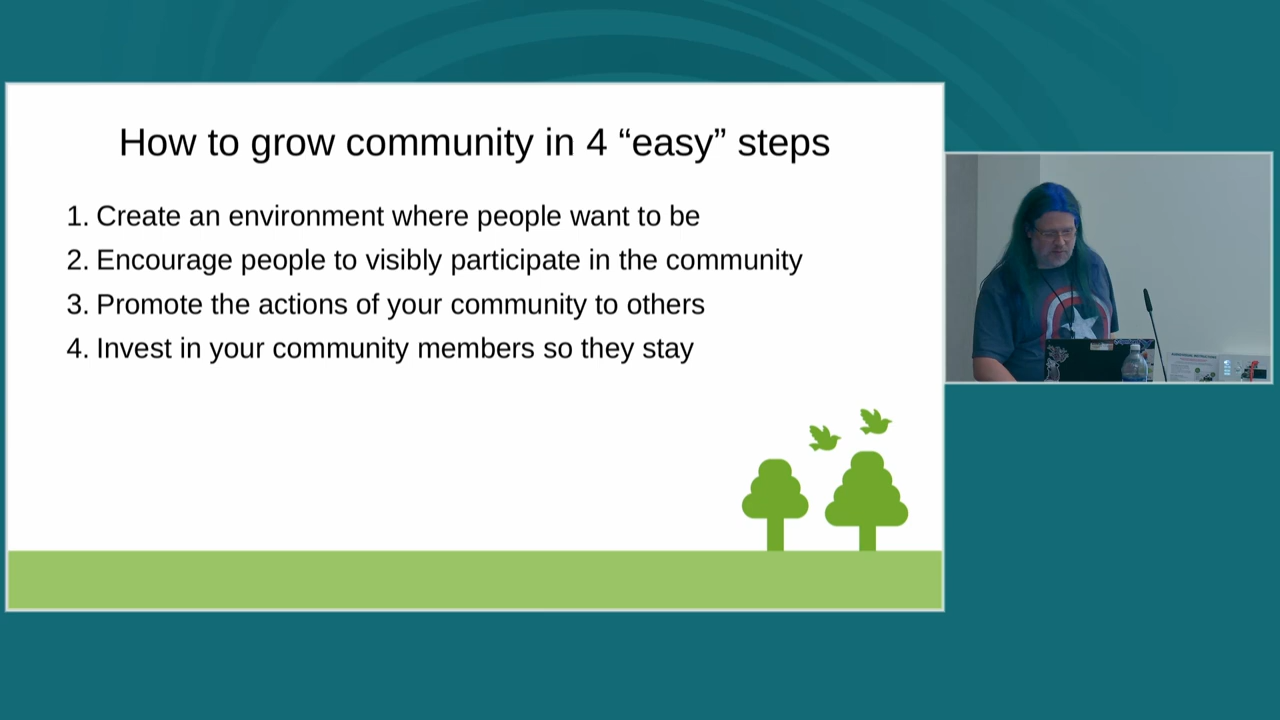 How to grow community in 4 “easy” steps
1. Create an environment where people want to be
2. Encourage people to visibly participate in the community
3. Promote the actions of your community to others
4. Invest in your community members so they stay